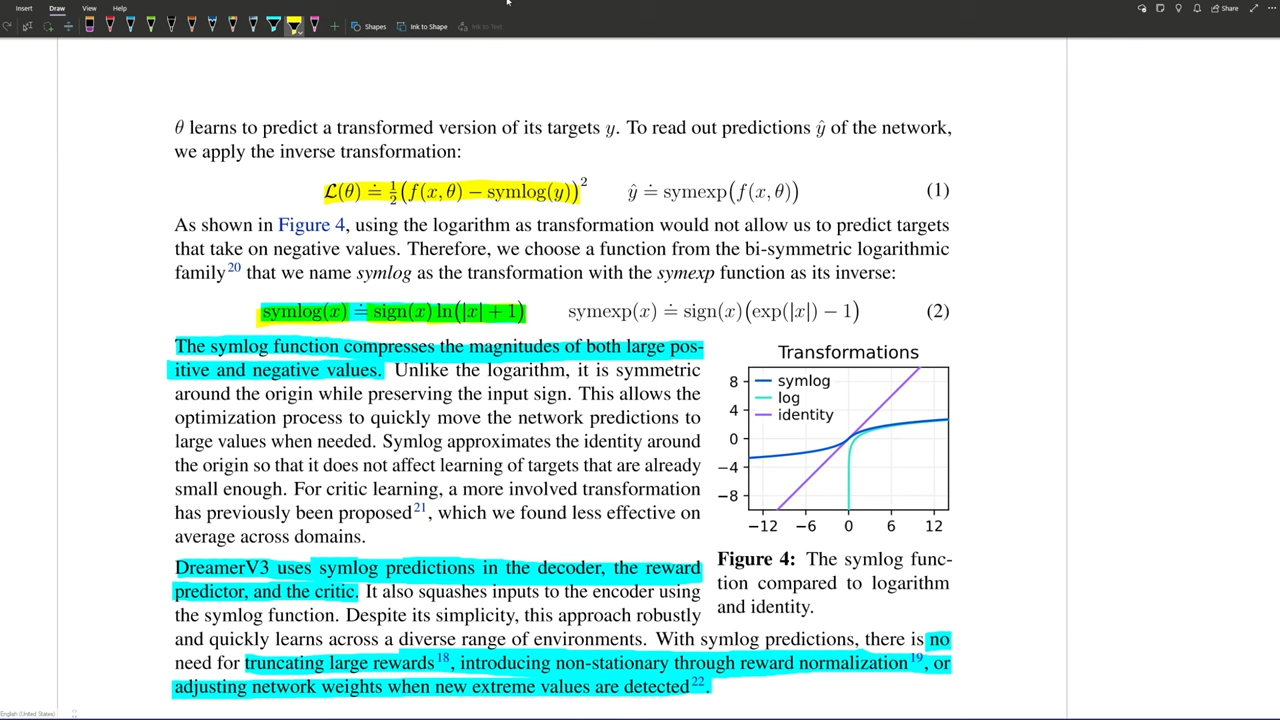 Insert Draw View Help
Share
Shapes Ink to Shape Ink to Text
θ learns to predict a transformed version of its targets y. To read out predictions ŷ of the network,
we apply the inverse transformation:
ℒ(θ) ≐ ½(f(x, θ) − symlog(y))² ŷ ≐ symexp(f(x, θ)) (1)
As shown in Figure 4, using the logarithm as transformation would not allow us to predict targets
that take on negative values. Therefore, we choose a function from the bi-symmetric logarithmic
family²⁰ that we name symlog as the transformation with the symexp function as its inverse:
symlog(x) ≐ sign(x) ln(|x| + 1) symexp(x) ≐ sign(x)(exp(|x|) − 1) (2)
The symlog function compresses the magnitudes of both large pos-
itive and negative values. Unlike the logarithm, it is symmetric
around the origin while preserving the input sign. This allows the
optimization process to quickly move the network predictions to
large values when needed. Symlog approximates the identity around
the origin so that it does not affect learning of targets that are already
small enough. For critic learning, a more involved transformation
has previously been proposed²¹, which we found less effective on
average across domains.
Transformations
symlog
log
identity
8
4
0
−4
−8
−12 −6 0 6 12
Figure 4: The symlog func-
tion compared to logarithm
and identity.
DreamerV3 uses symlog predictions in the decoder, the reward
predictor, and the critic. It also squashes inputs to the encoder using
the symlog function. Despite its simplicity, this approach robustly
and quickly learns across a diverse range of environments. With symlog predictions, there is no
need for truncating large rewards¹⁸, introducing non-stationary through reward normalization¹⁹, or
adjusting network weights when new extreme values are detected²².
English (United States)